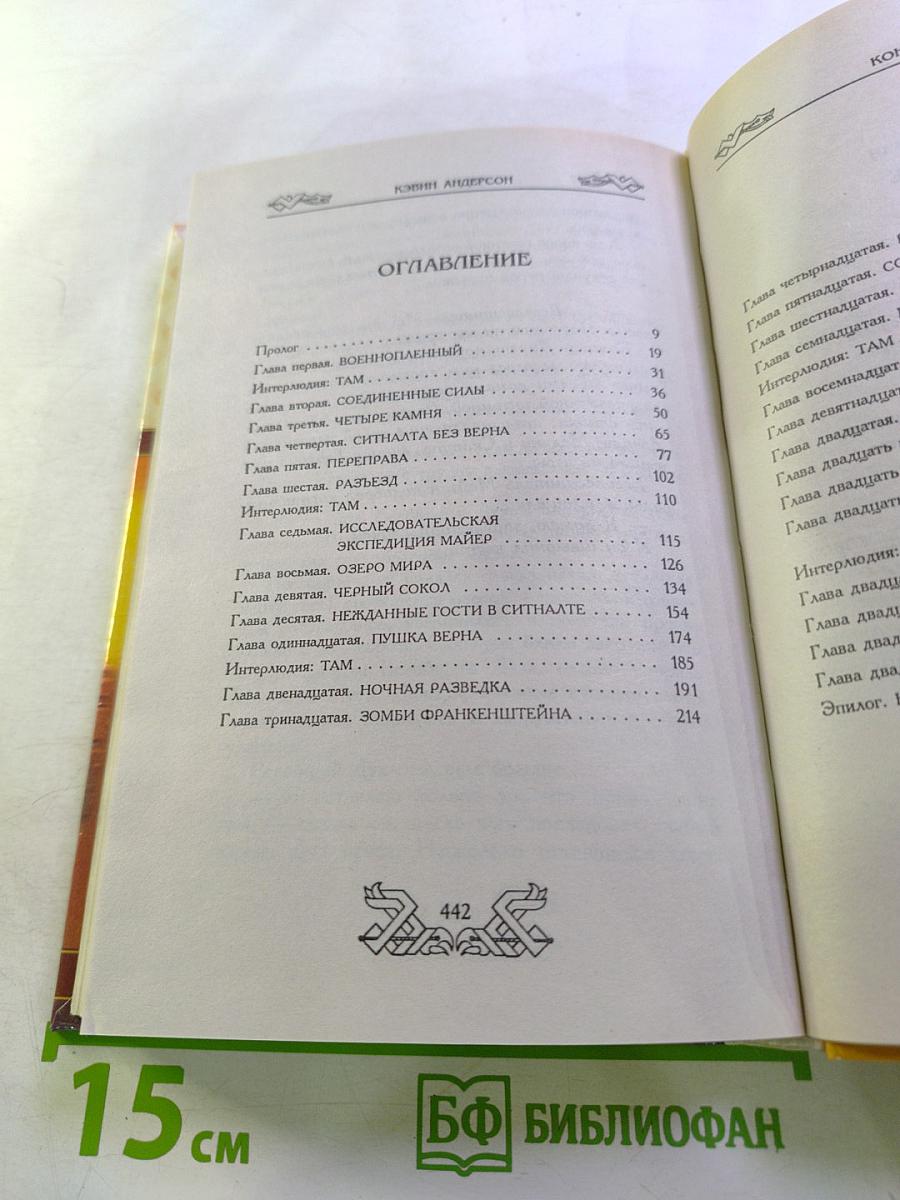 КЭВИН АНДЕРСОН
ОГЛАВЛЕНИЕ
Пролог . . . . . . . . . . . . . . . . . . . . . . . . . . . . . . 9
Глава первая. ВОЕННОПЛЕННЫЙ . . . . . . . . . . . . . . 19
Интерлюдия: ТАМ . . . . . . . . . . . . . . . . . . . . . . . 31
Глава вторая. СОЕДИНЕННЫЕ СИЛЫ . . . . . . . . . . . . 36
Глава третья. ЧЕТЫРЕ КАМНЯ . . . . . . . . . . . . . . . . 50
Глава четвертая. СИТНАЛТА БЕЗ ВЕРНА . . . . . . . . . . 65
Глава пятая. ПЕРЕПРАВА . . . . . . . . . . . . . . . . . . . 77
Глава шестая. РАЗЪЕЗД . . . . . . . . . . . . . . . . . . . . 102
Интерлюдия: ТАМ . . . . . . . . . . . . . . . . . . . . . . . 110
Глава седьмая. ИССЛЕДОВАТЕЛЬСКАЯ
ЭКСПЕДИЦИЯ МАЙЕР . . . . . . . . . . . . 115
Глава восьмая. ОЗЕРО МИРА . . . . . . . . . . . . . . . . . 126
Глава девятая. ЧЕРНЫЙ СОКОЛ . . . . . . . . . . . . . . . 134
Глава десятая. НЕЖДАННЫЕ ГОСТИ В СИТНАЛТЕ . . . . . . 154
Глава одиннадцатая. ПУШКА ВЕРНА . . . . . . . . . . . . . 174
Интерлюдия: ТАМ . . . . . . . . . . . . . . . . . . . . . . . 185
Глава двенадцатая. НОЧНАЯ РАЗВЕДКА . . . . . . . . . . . 191
Глава тринадцатая. ЗОМБИ ФРАНКЕНШТЕЙНА . . . . . . . . 214
442
Глава четырнадцатая.
Глава пятнадцатая.
Глава шестнадцатая.
Глава семнадцатая.
Интерлюдия: ТАМ
Глава
Глава
Глава двадцатая.
Глава двадцать
Глава двадцать
Глава
Интерлюдия:
Глава
Глава
Глава
Глава
Эпилог.
15 см
БФ БИБЛИОФАН